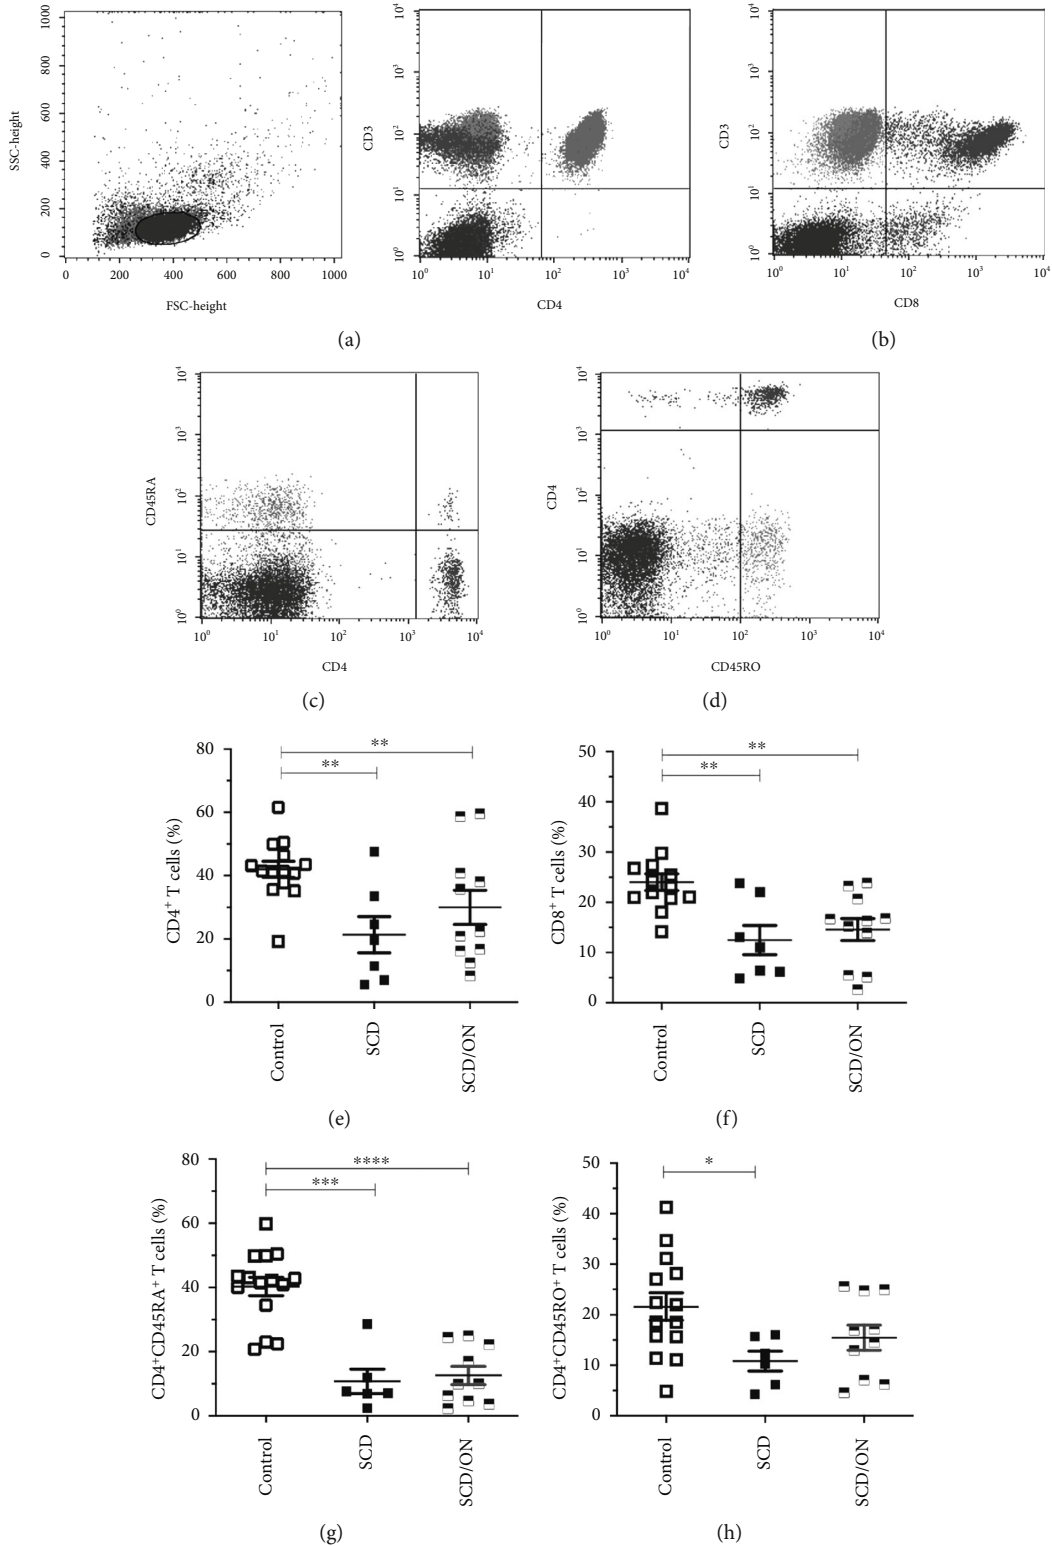 1000
800
600
400
200
0
SSC-height
0 200 400 600 800 1000
FSC-height
10⁴
10³
10²
10¹
10⁰
CD3
10⁰ 10¹ 10² 10³ 10⁴
CD4
(a)
10⁴
10³
10²
10¹
10⁰
CD3
10⁰ 10¹ 10² 10³ 10⁴
CD8
(b)
10⁴
10³
10²
10¹
10⁰
CD45RA
10⁰ 10¹ 10² 10³ 10⁴
CD4
(c)
10⁴
10³
10²
10¹
10⁰
CD4
10⁰ 10¹ 10² 10³ 10⁴
CD45RO
(d)
80
60
40
20
0
CD4⁺ T cells (%)
**
**
Control
SCD
SCD/ON
(e)
50
40
30
20
10
0
CD8⁺ T cells (%)
**
**
Control
SCD
SCD/ON
(f)
80
60
40
20
0
CD4⁺CD45RA⁺ T cells (%)
****
***
Control
SCD
SCD/ON
(g)
50
40
30
20
10
0
CD4⁺CD45RO⁺ T cells (%)
*
Control
SCD
SCD/ON
(h)